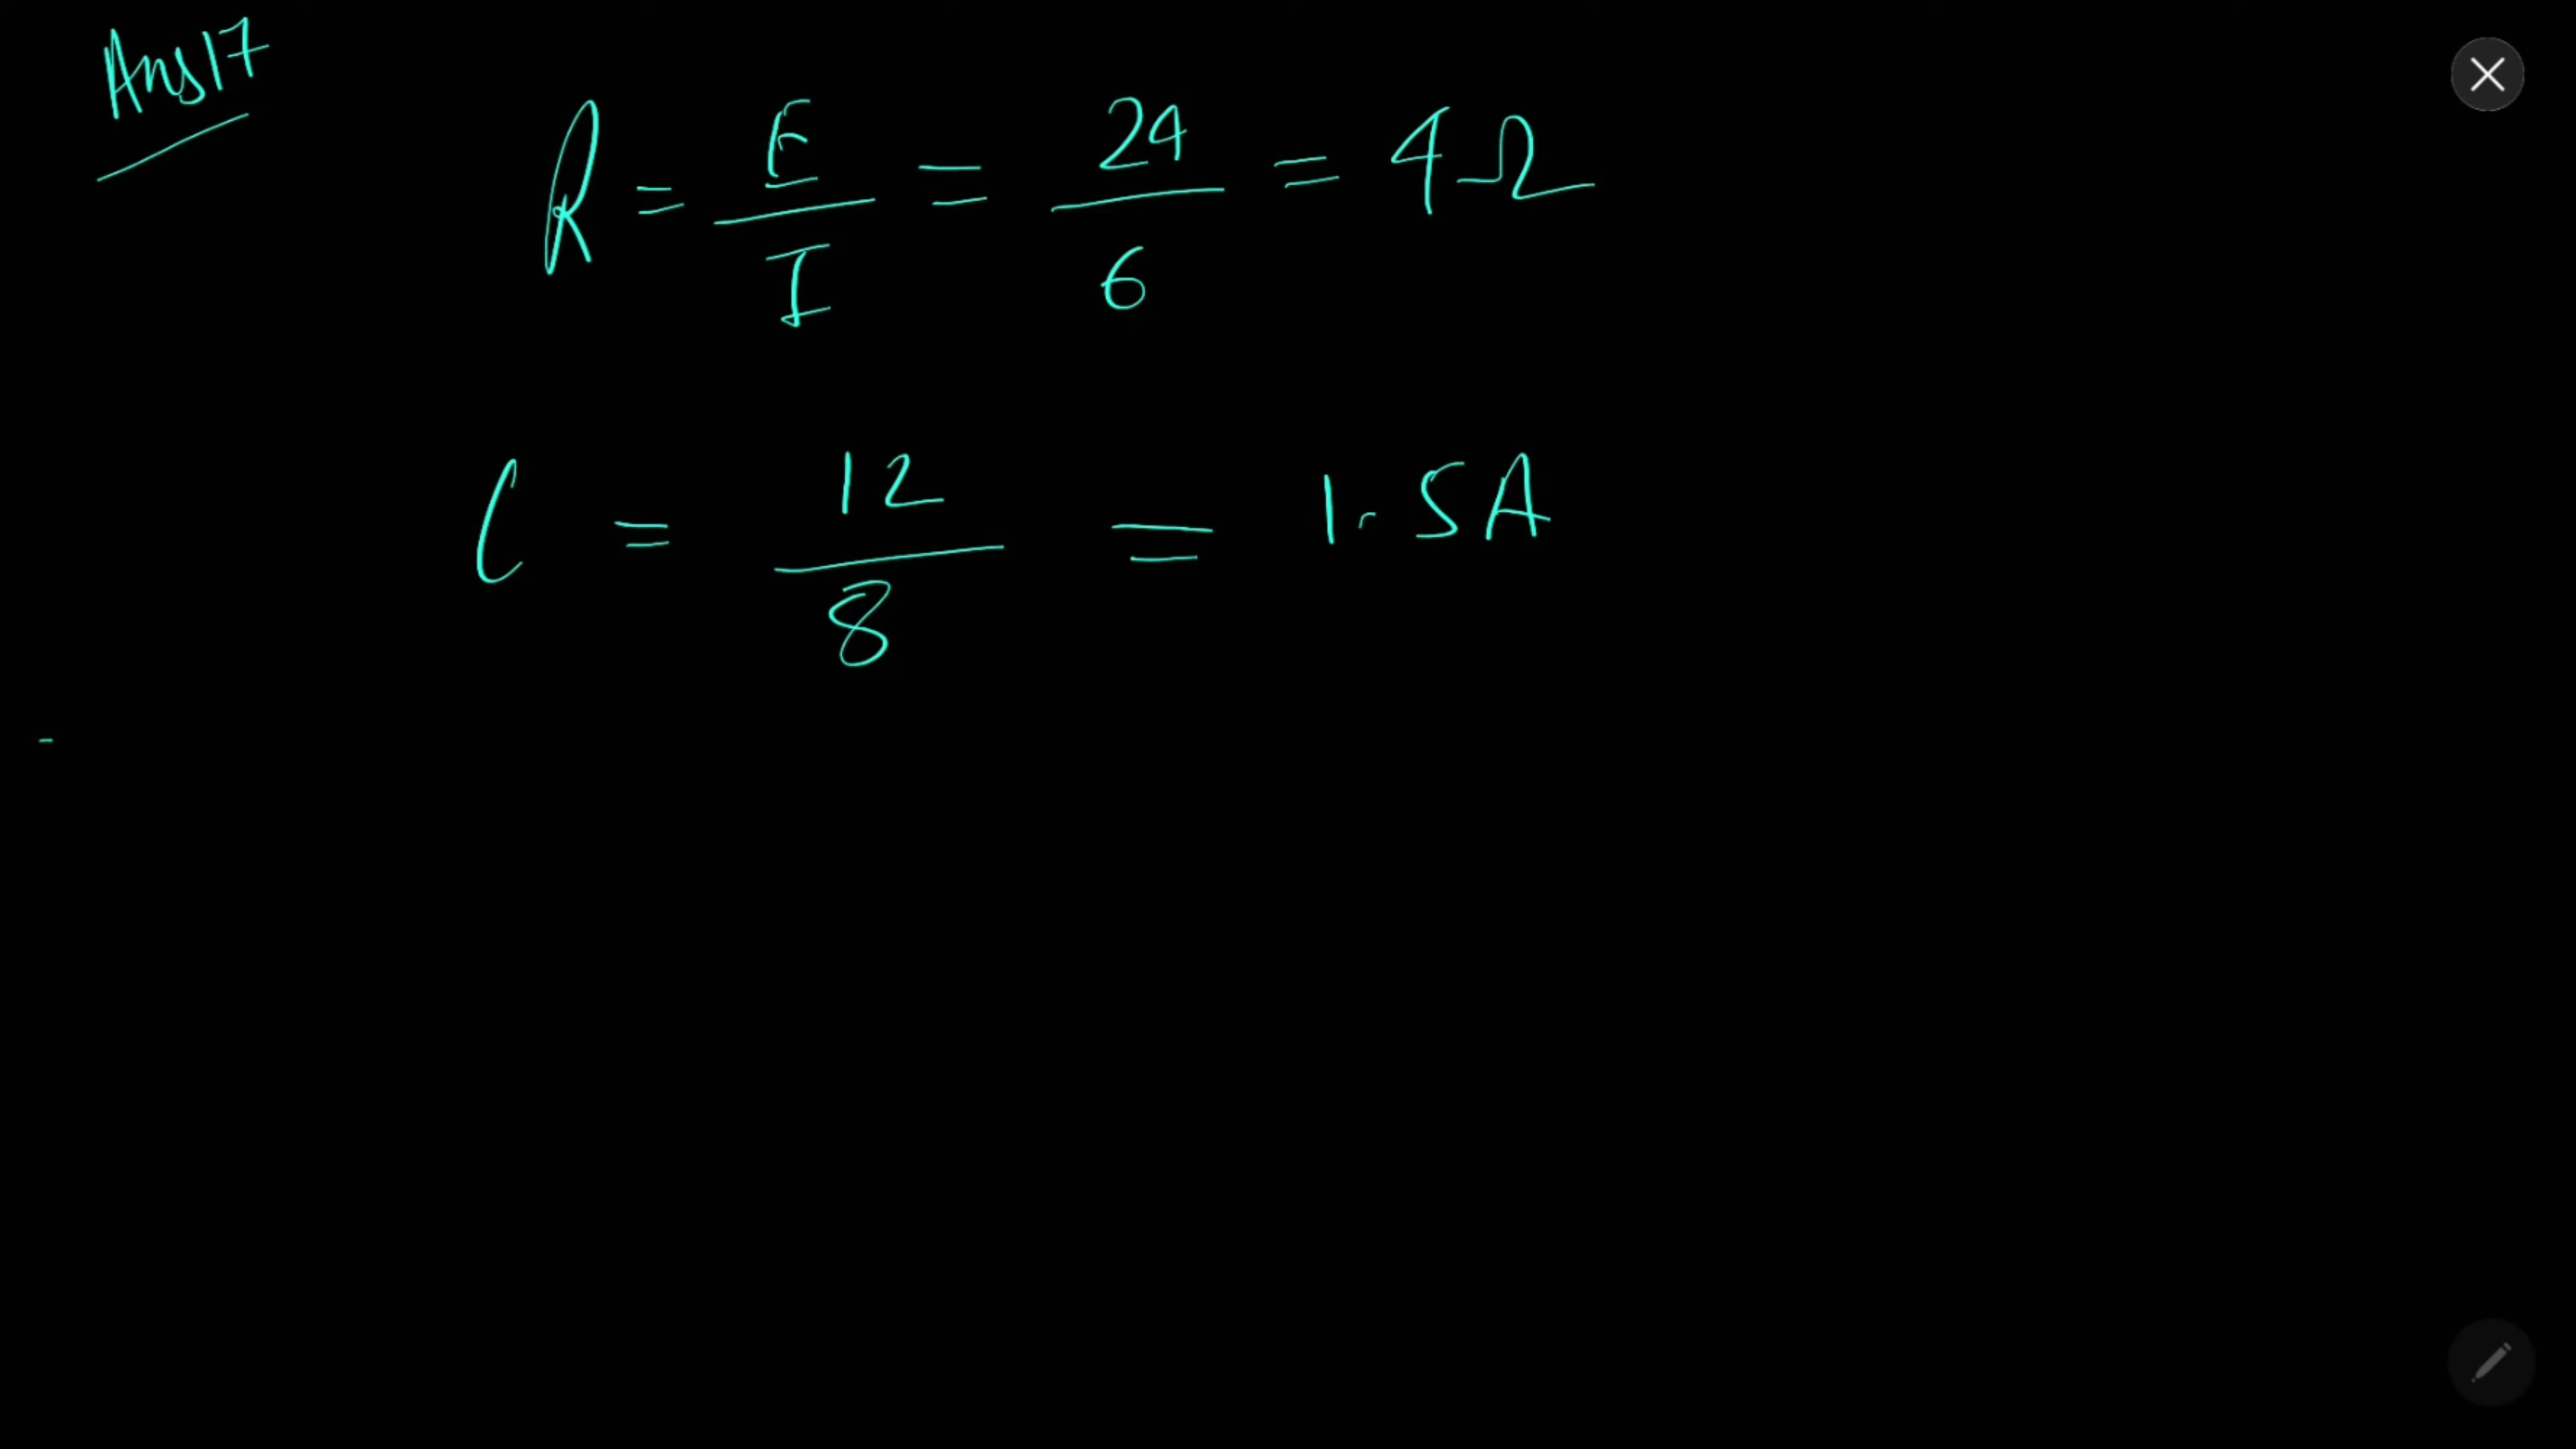 Ans17
R = E/I = 24/6 = 4Ω
C = 12/8 = 1.5A